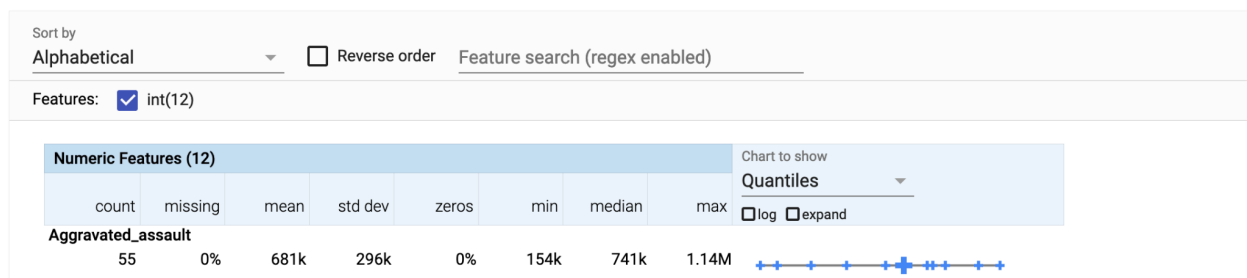 Sort by
Alphabetical
Reverse order
Feature search (regex enabled)
Features:
int(12)
Numeric Features (12)
Chart to show
Quantiles
count missing mean std dev zeros min median max
log expand
Aggravated_assault
55 0% 681k 296k 0% 154k 741k 1.14M